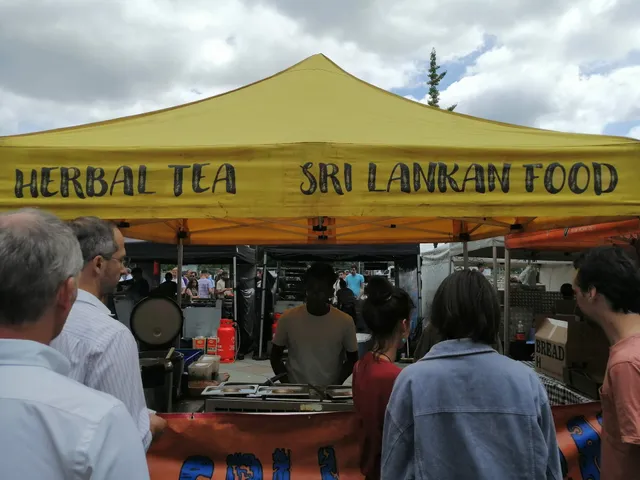 HERBAL TEA SRI LANKAN FOOD
BREAD